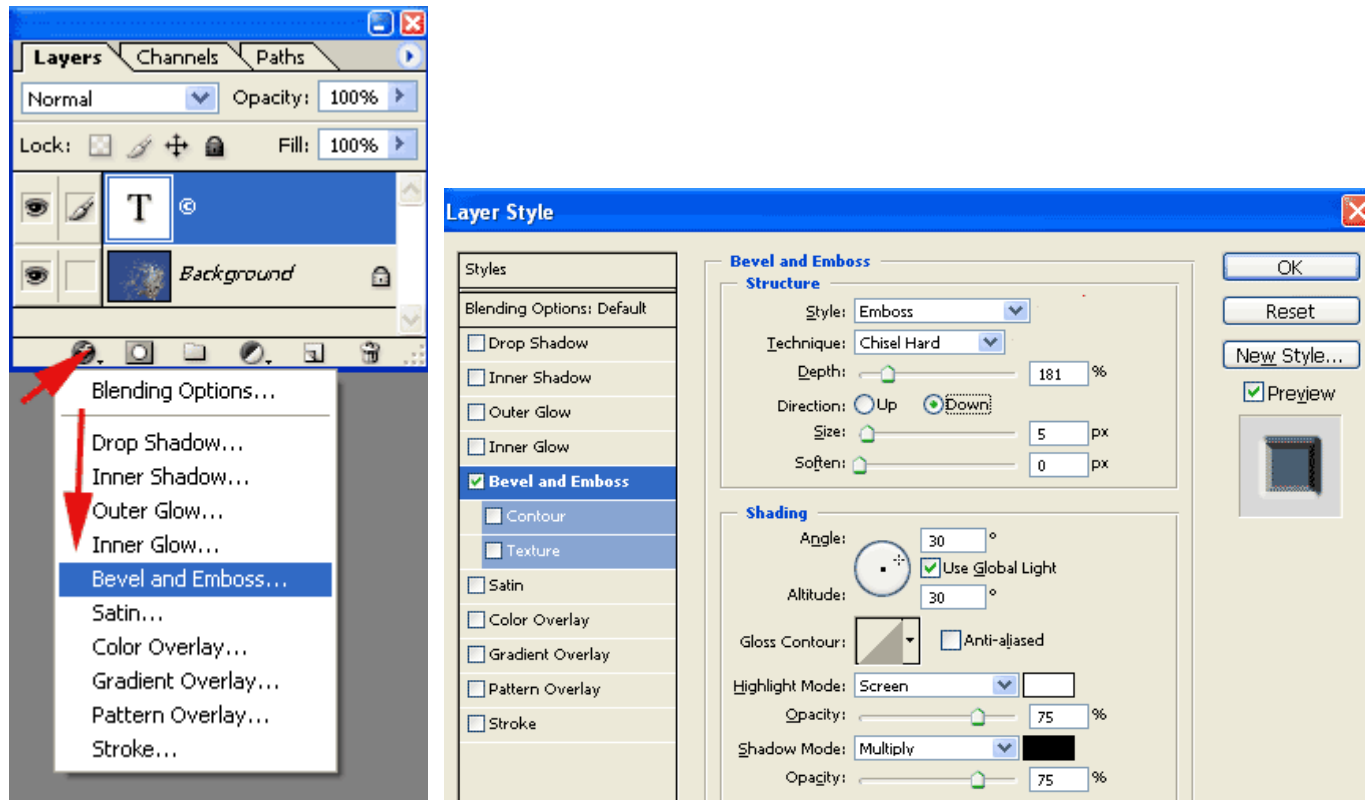 Layers Channels Paths
Normal Opacity: 100%
Lock: Fill: 100%
T ©
Background
Blending Options...
Drop Shadow...
Inner Shadow...
Outer Glow...
Inner Glow...
Bevel and Emboss...
Satin...
Color Overlay...
Gradient Overlay...
Pattern Overlay...
Stroke...
Layer Style
Styles
Blending Options: Default
Drop Shadow
Inner Shadow
Outer Glow
Inner Glow
Bevel and Emboss
Contour
Texture
Satin
Color Overlay
Gradient Overlay
Pattern Overlay
Stroke
Bevel and Emboss
Structure
Style: Emboss
Technique: Chisel Hard
Depth: 181 %
Direction: Up Down
Size: 5 px
Soften: 0 px
Shading
Angle: 30 °
Use Global Light
Altitude: 30 °
Gloss Contour: Anti-aliased
Highlight Mode: Screen
Opacity: 75 %
Shadow Mode: Multiply
Opacity: 75 %
OK
Reset
New Style...
Preview